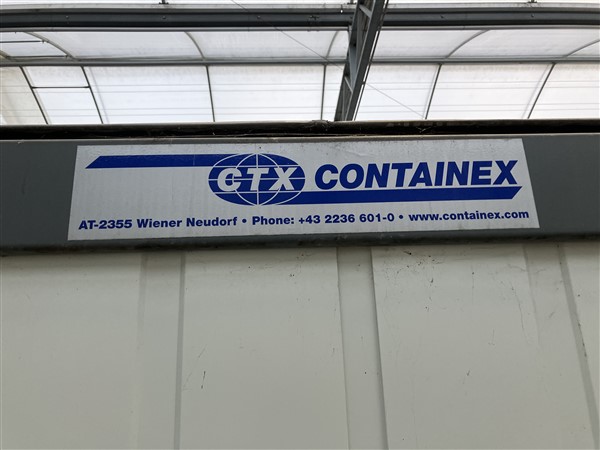 CTX CONTAINEX
AT-2355 Wiener Neudorf • Phone: +43 2236 601-0 • www.containex.com